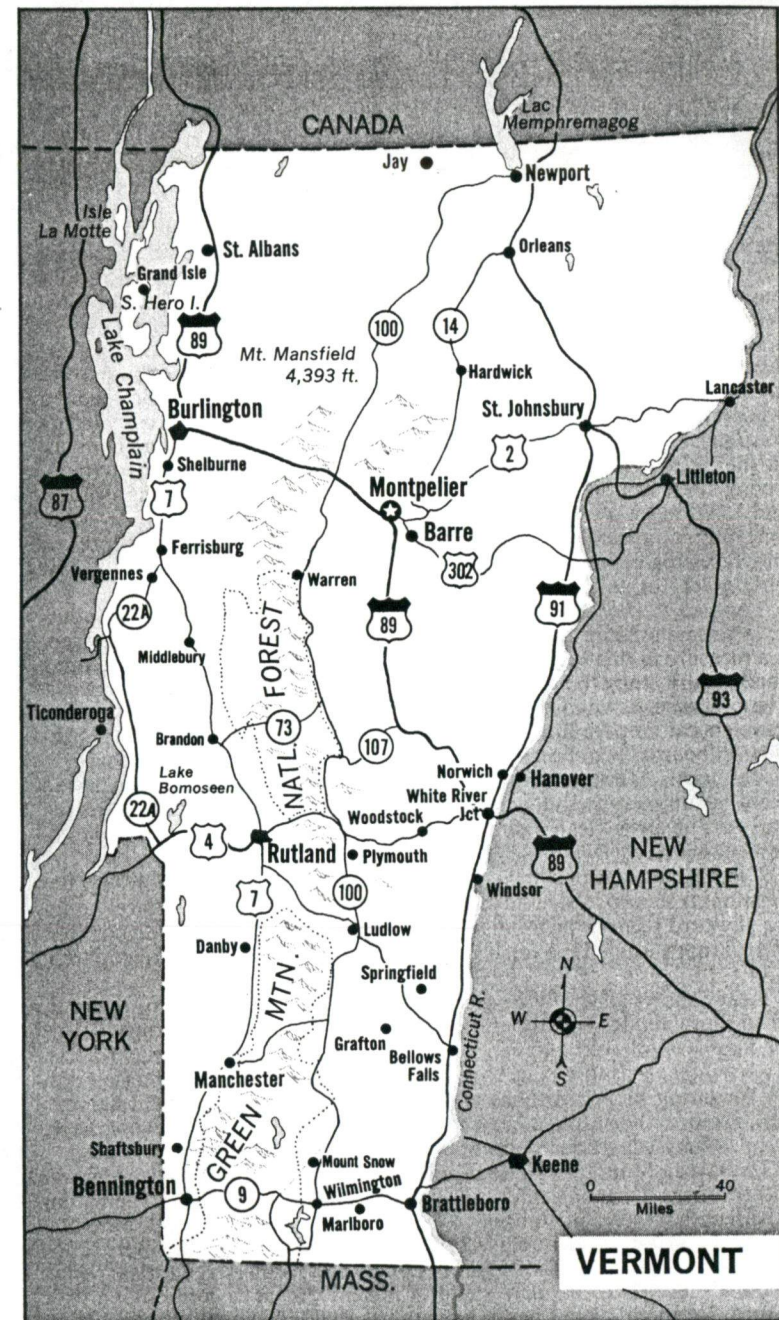 CANADA
Lac
Memphremagog
Jay
Newport
Isle
La Motte
St. Albans
Orleans
Grand Isle
S. Hero I.
89
100
14
Lake Champlain
Mt. Mansfield
4,393 ft.
Hardwick
Lancaster
Burlington
St. Johnsbury
2
Shelburne
Littleton
87
7
Montpelier
Barre
Ferrisburg
302
Vergennes
Warren
22A
89
91
Middlebury
93
Ticonderoga
Brandon
73
107
Norwich
Hanover
Lake
Bomoseen
White River
Jct
22A
Woodstock
4
Rutland
Plymouth
89
NEW
HAMPSHIRE
7
100
Windsor
Ludlow
Danby
Springfield
N
W
E
S
NEW
YORK
Grafton
Bellows
Falls
Connecticut R.
Manchester
GREEN MTN. NATL. FOREST
Shaftsbury
Mount Snow
Keene
Bennington
9
Wilmington
Brattleboro
Marlboro
0 40
Miles
VERMONT
MASS.